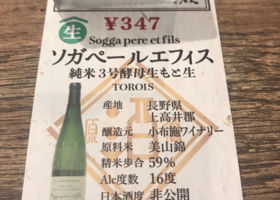 ¥347
生
Sogga pere et fils
ソガペールエフィス
純米3号酵母生もと生
TOROIS
産地 長野県
上高井郡
醸造元 小布施ワイナリー
原料米 美山錦
精米歩合 59%
Alc度数 16度
日本酒度 非公開